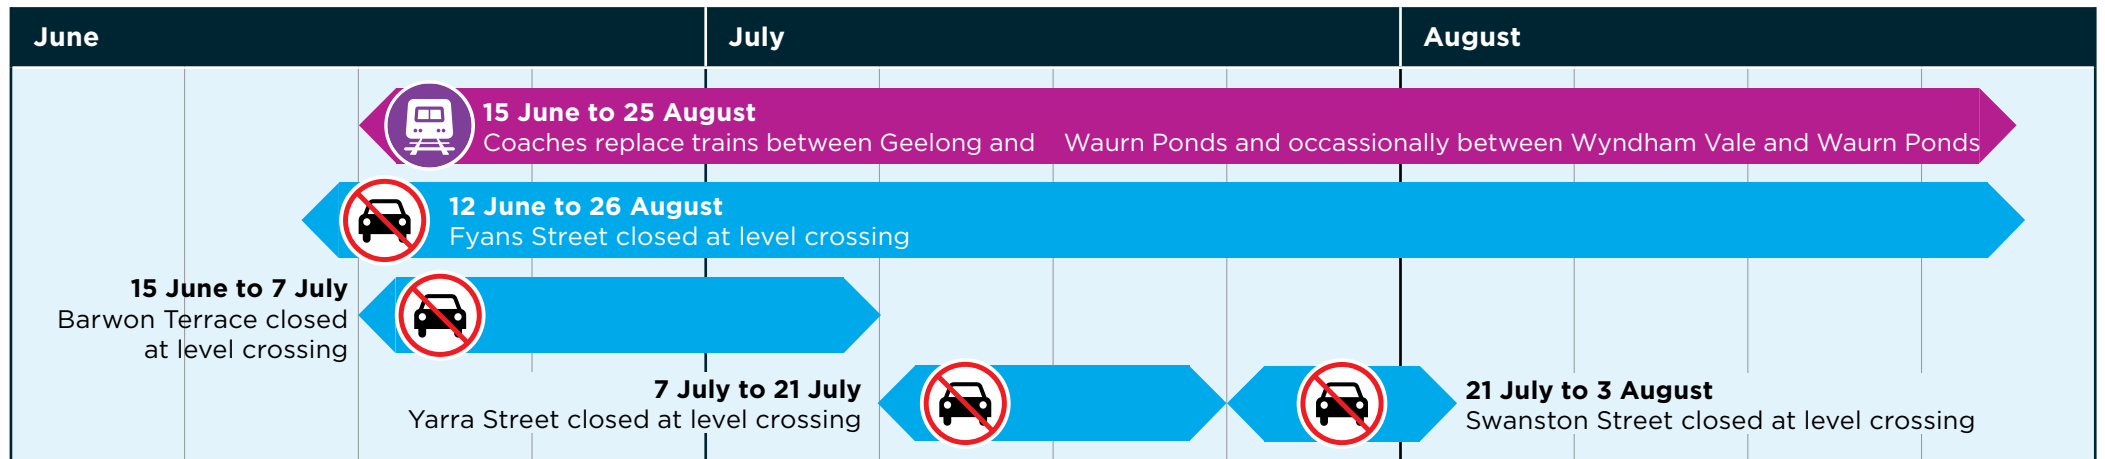 June
July
August
15 June to 25 August
Coaches replace trains between Geelong and Waurn Ponds and occassionally between Wyndham Vale and Waurn Ponds
12 June to 26 August
Fyans Street closed at level crossing
15 June to 7 July
Barwon Terrace closed
at level crossing
7 July to 21 July
Yarra Street closed at level crossing
21 July to 3 August
Swanston Street closed at level crossing